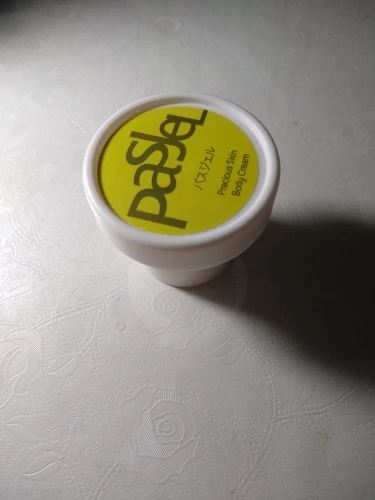 PasJeL
パスジェル
Precious Skin
Body Cream